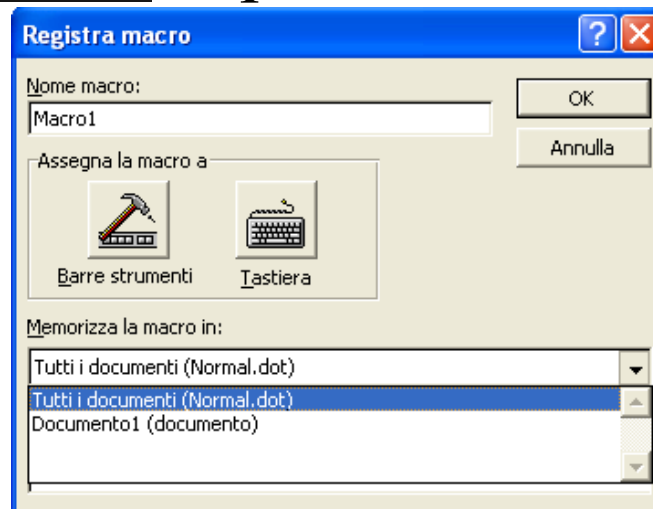 Registra macro
Nome macro:
OK
Macro1
Annulla
Assegna la macro a
Barre strumenti
Tastiera
Memorizza la macro in:
Tutti i documenti (Normal.dot)
Tutti i documenti (Normal.dot)
Documento1 (documento)